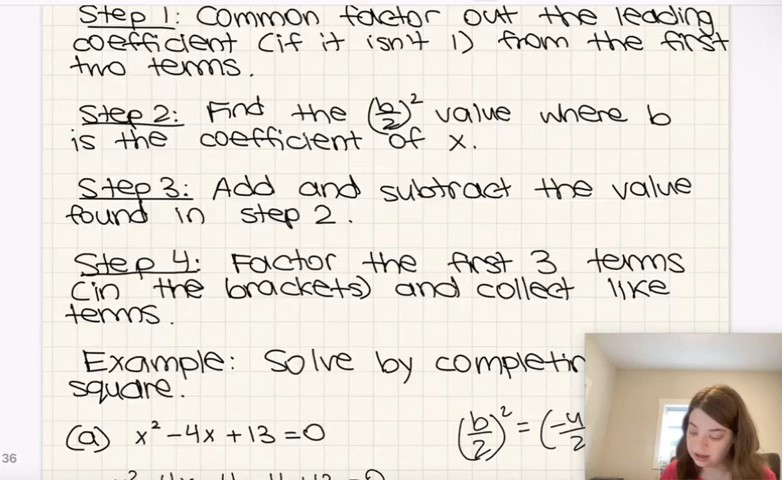 Step 1: Common factor out the leading
coefficient (if it isn't 1) from the first
two terms.
Step 2: Find the (b/2)² value where b
is the coefficient of x.
Step 3: Add and subtract the value
found in step 2.
Step 4: Factor the first 3 terms
(in the brackets) and collect like
terms.
Example: Solve by
square.
(a) x² -4x +13 =0
(b/2)² = (-4/2
36